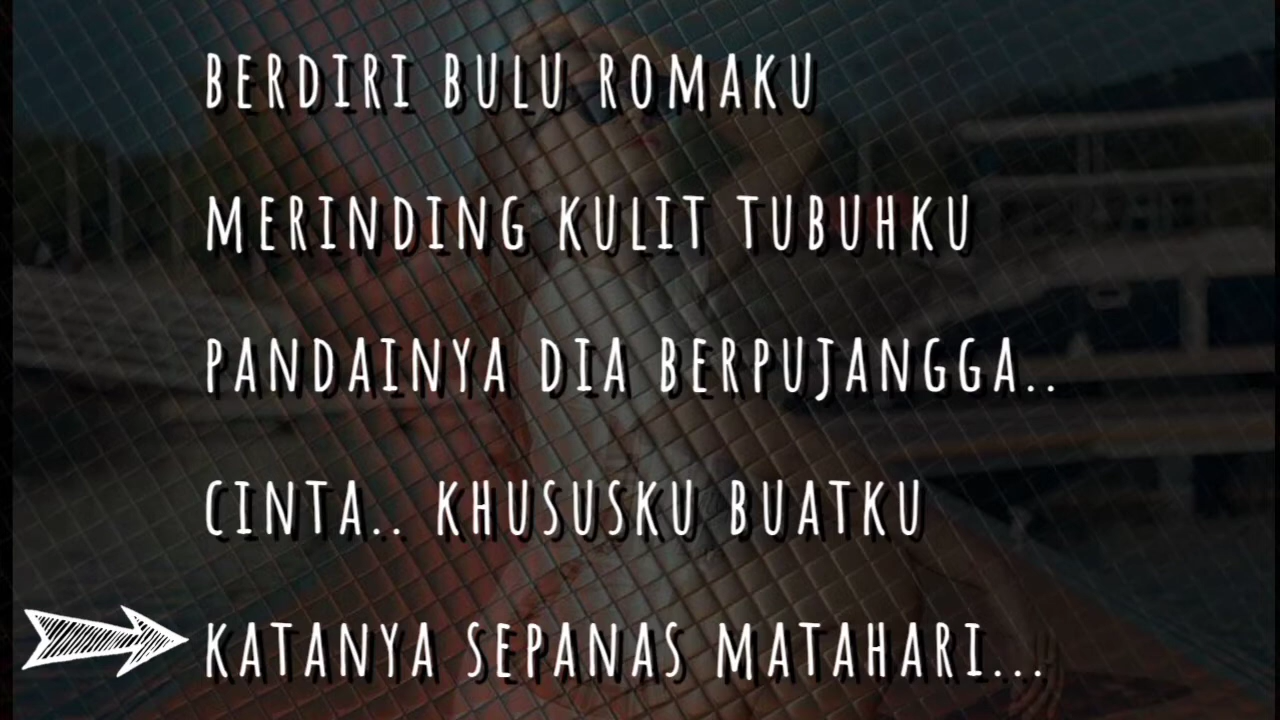 BERDIRI BULU ROMAKU
MERINDING KULIT TUBUHKU
PANDAINYA DIA BERPUJANGGA..
CINTA.. KHUSUSKU BUATKU
KATANYA SEPANAS MATAHARI...